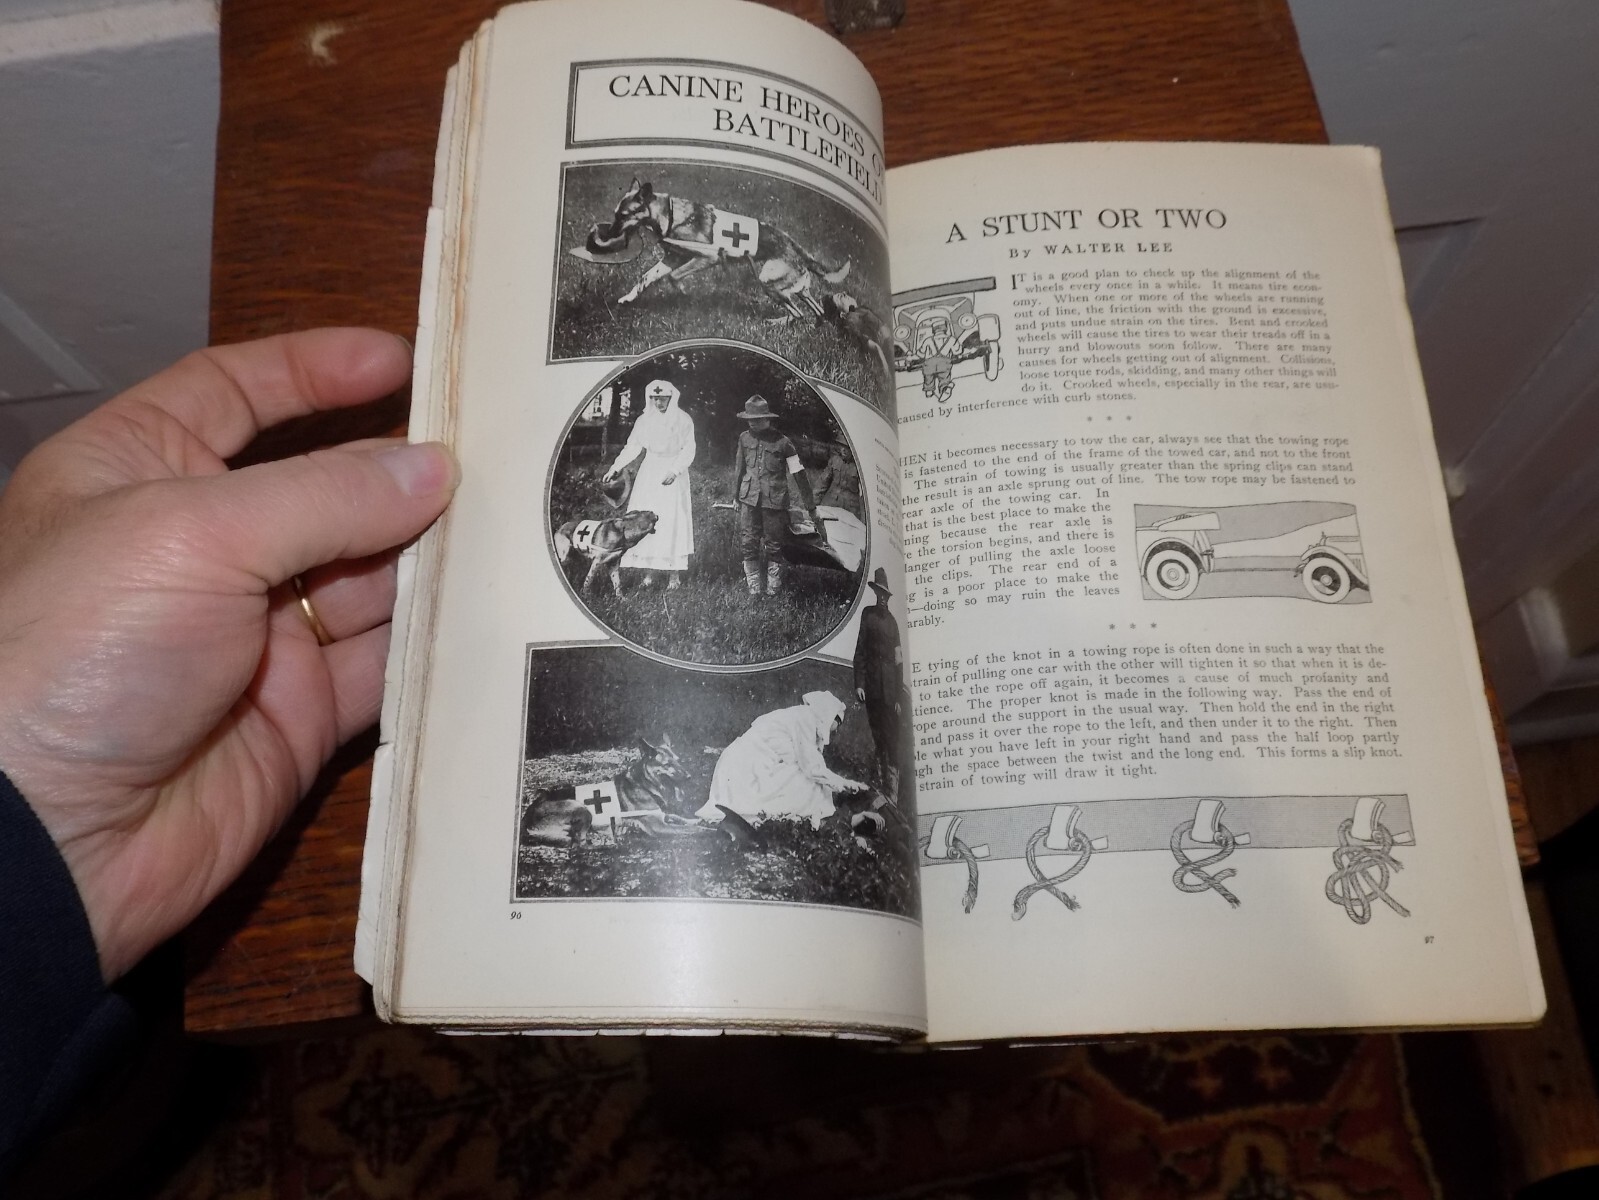 CANINE HEROES
BATTLEFIELD
96
A STUNT OR TWO
By WALTER LEE
IT is a good plan to check up the alignment of the
wheels every once in a while. It means tire econ-
omy. When one or more of the wheels are running
out of line, the friction with the ground is excessive,
and puts undue strain on the tires. Bent and crooked
wheels will cause the tires to wear their treads off in a
hurry and blowouts soon follow. There are many
causes for wheels getting out of alignment. Collisions,
loose torque rods, skidding, and many other things will
do it. Crooked wheels, especially in the rear, are usu-
caused by interference with curb stones.
* * *
HEN it becomes necessary to tow the car, always see that the towing rope
is fastened to the end of the frame of the towed car, and not to the front
The strain of towing is usually greater than the spring clips can stand
the result is an axle sprung out of line. The tow rope may be fastened to
rear axle of the towing car. In
that is the best place to make the
ning because the rear axle is
e the torsion begins, and there is
langer of pulling the axle loose
the clips. The rear end of a
g is a poor place to make the
—doing so may ruin the leaves
arably.
* * *
E tying of the knot in a towing rope is often done in such a way that the
train of pulling one car with the other will tighten it so that when it is de-
to take the rope off again, it becomes a cause of much profanity and
tience. The proper knot is made in the following way. Pass the end of
rope around the support in the usual way. Then hold the end in the right
and pass it over the rope to the left, and then under it to the right. Then
le what you have left in your right hand and pass the half loop partly
gh the space between the twist and the long end. This forms a slip knot.
strain of towing will draw it tight.
97